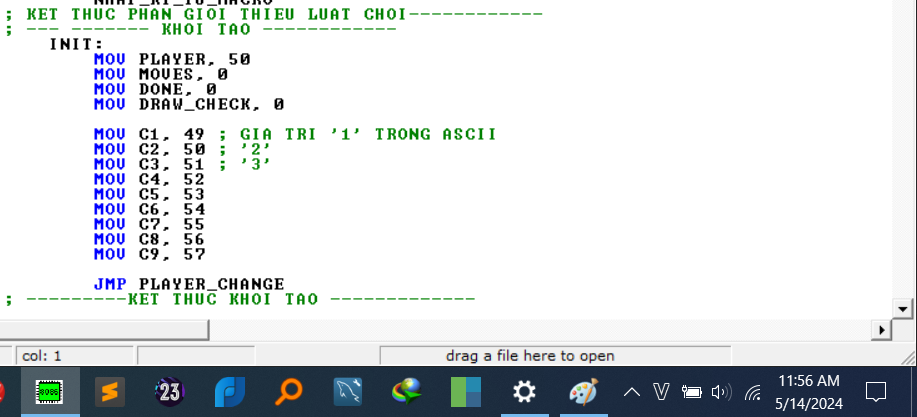 NHAP_KI_TU_MACRO
; KET THUC PHAN GIOI THIEU LUAT CHOI------------
; --- ------- KHOI TAO ------------
INIT:
MOV PLAYER, 50
MOV MOVES, 0
MOV DONE, 0
MOV DRAW_CHECK, 0
MOV C1, 49 ; GIA TRI '1' TRONG ASCII
MOV C2, 50 ; '2'
MOV C3, 51 ; '3'
MOV C4, 52
MOV C5, 53
MOV C6, 54
MOV C7, 55
MOV C8, 56
MOV C9, 57
JMP PLAYER_CHANGE
; ---------KET THUC KHOI TAO -------------
col: 1
drag a file here to open
8086
23
V
11:56 AM
5/14/2024